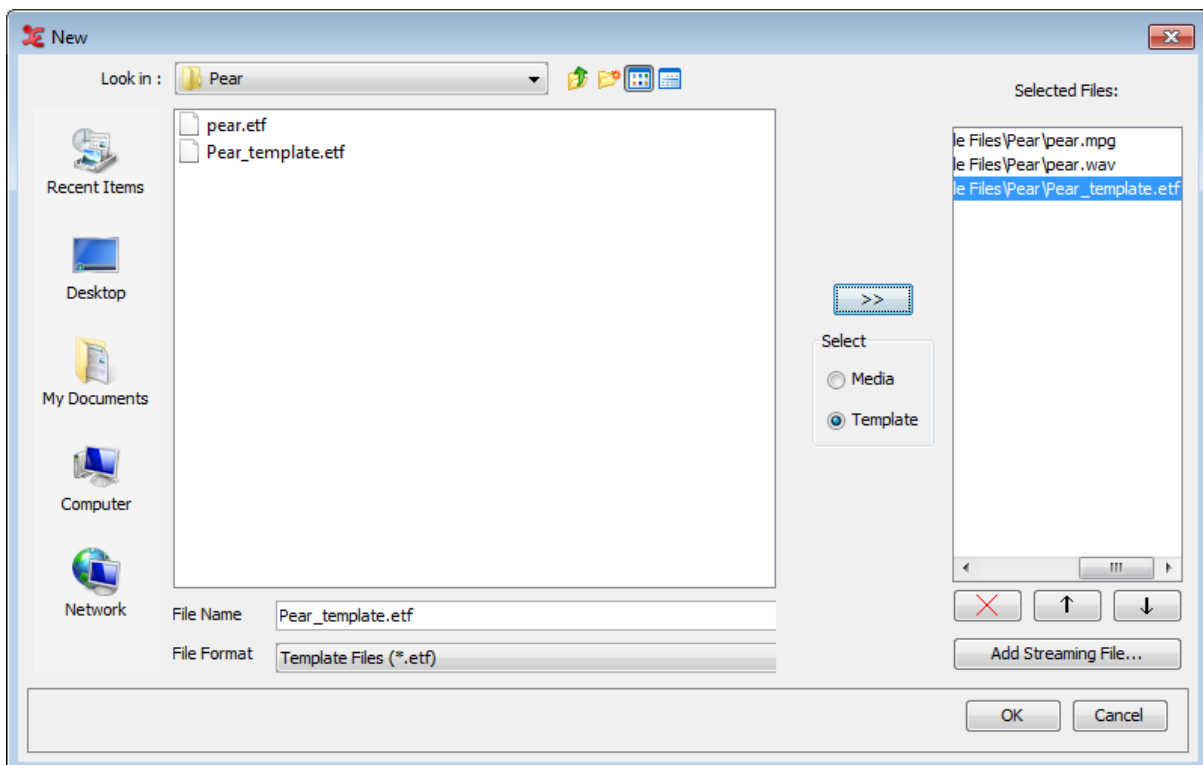 New
Look in :
Pear
Selected Files:
pear.etf
Pear_template.etf
Recent Items
Desktop
My Documents
Computer
Network
le Files\Pear\pear.mpg
le Files\Pear\pear.wav
le Files\Pear\Pear_template.etf
>>
Select
Media
Template
File Name
Pear_template.etf
File Format
Template Files (*.etf)
Add Streaming File...
OK
Cancel